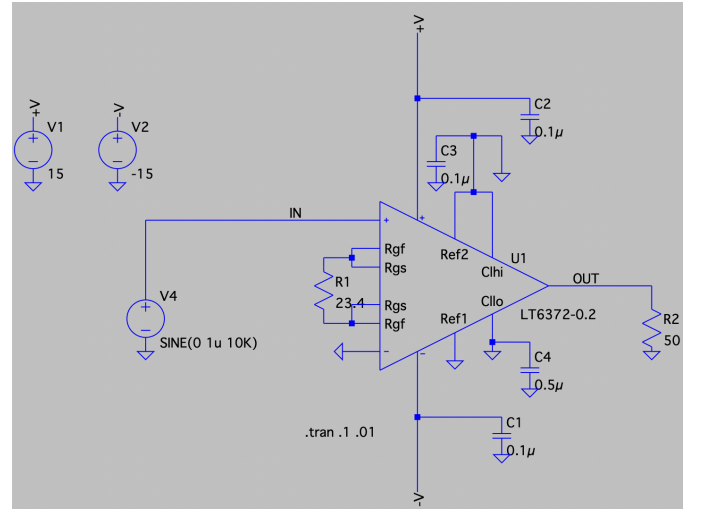 +V
V1
15
-V
V2
-15
C2
0.1µ
C3
0.1µ
IN
+
+
Rgf
Rgs
Ref2
Clhi
U1
R1
23.4
Rgs
Rgf
Cllo
Ref1
LT6372-0.2
OUT
R2
50
V4
SINE(0 1u 10K)
-
-
C4
0.5µ
.tran .1 .01
C1
0.1µ
-V